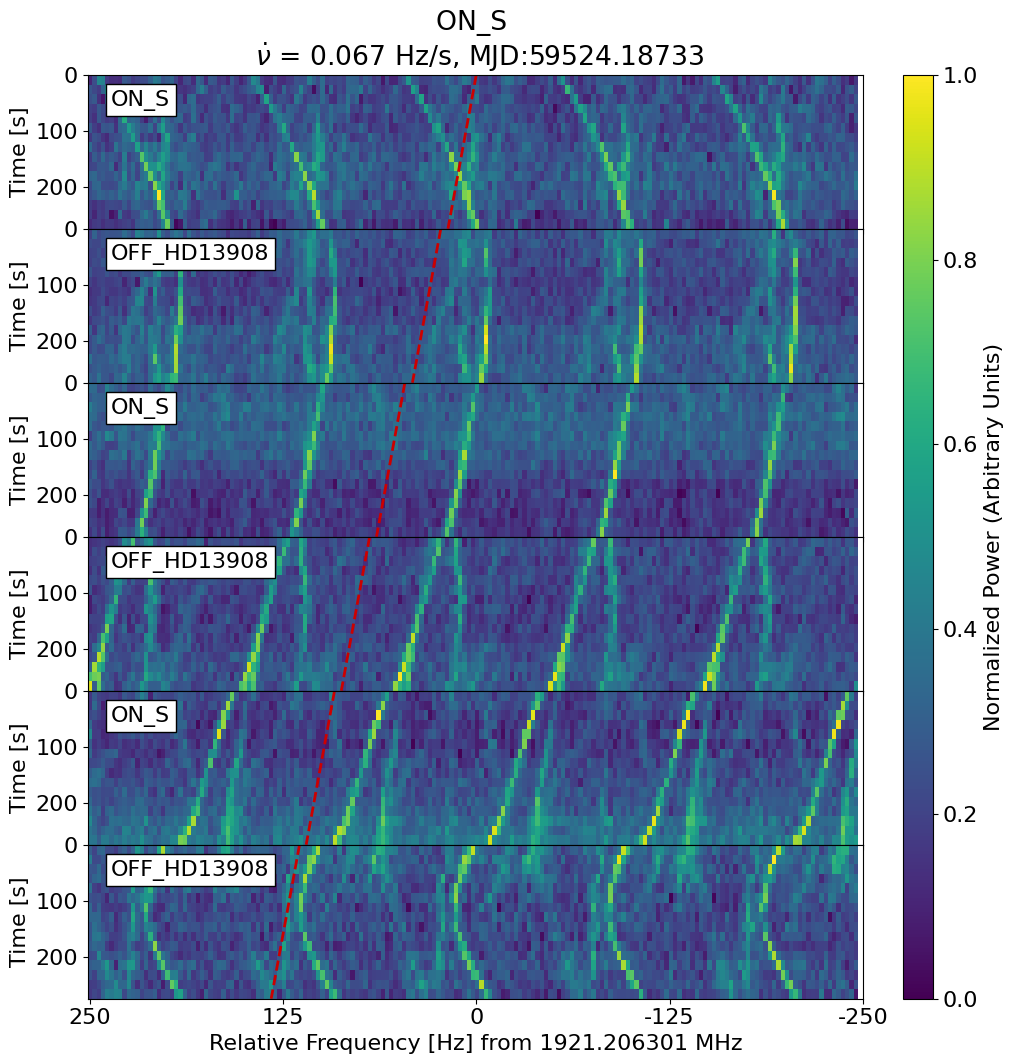 ON_S
ν̇ = 0.067 Hz/s, MJD:59524.18733
0
ON_S
100
200
Time [s]
0
OFF_HD13908
100
200
Time [s]
0
ON_S
100
200
Time [s]
0
OFF_HD13908
100
200
Time [s]
0
ON_S
100
200
Time [s]
0
OFF_HD13908
100
200
Time [s]
250 125 0 -125 -250
Relative Frequency [Hz] from 1921.206301 MHz
1.0
0.8
0.6
0.4
0.2
0.0
Normalized Power (Arbitrary Units)